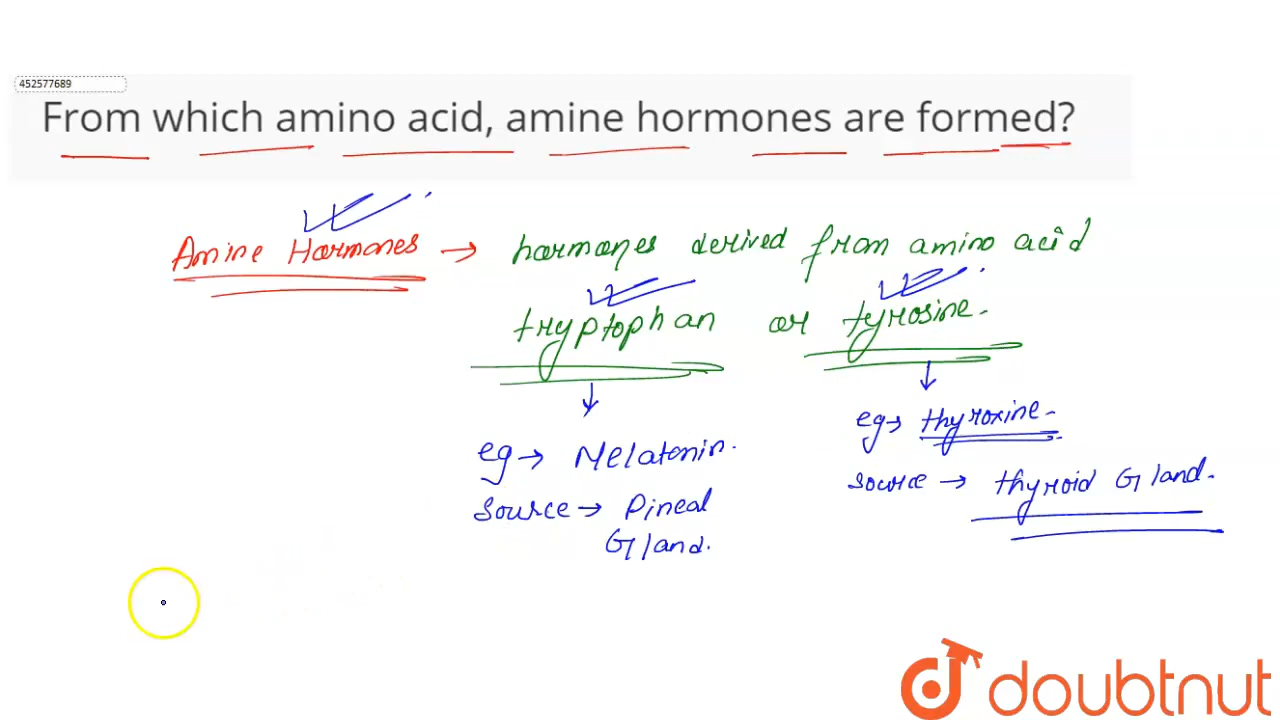 452577689
From which amino acid, amine hormones are formed?
Amine Hormones → hormones derived from amino acid
tryptophan or tyrosine.
eg→ Melatonin.
source→ Pineal
Gland.
eg→ thyroxine.
source → thyroid Gland.
doubtnut